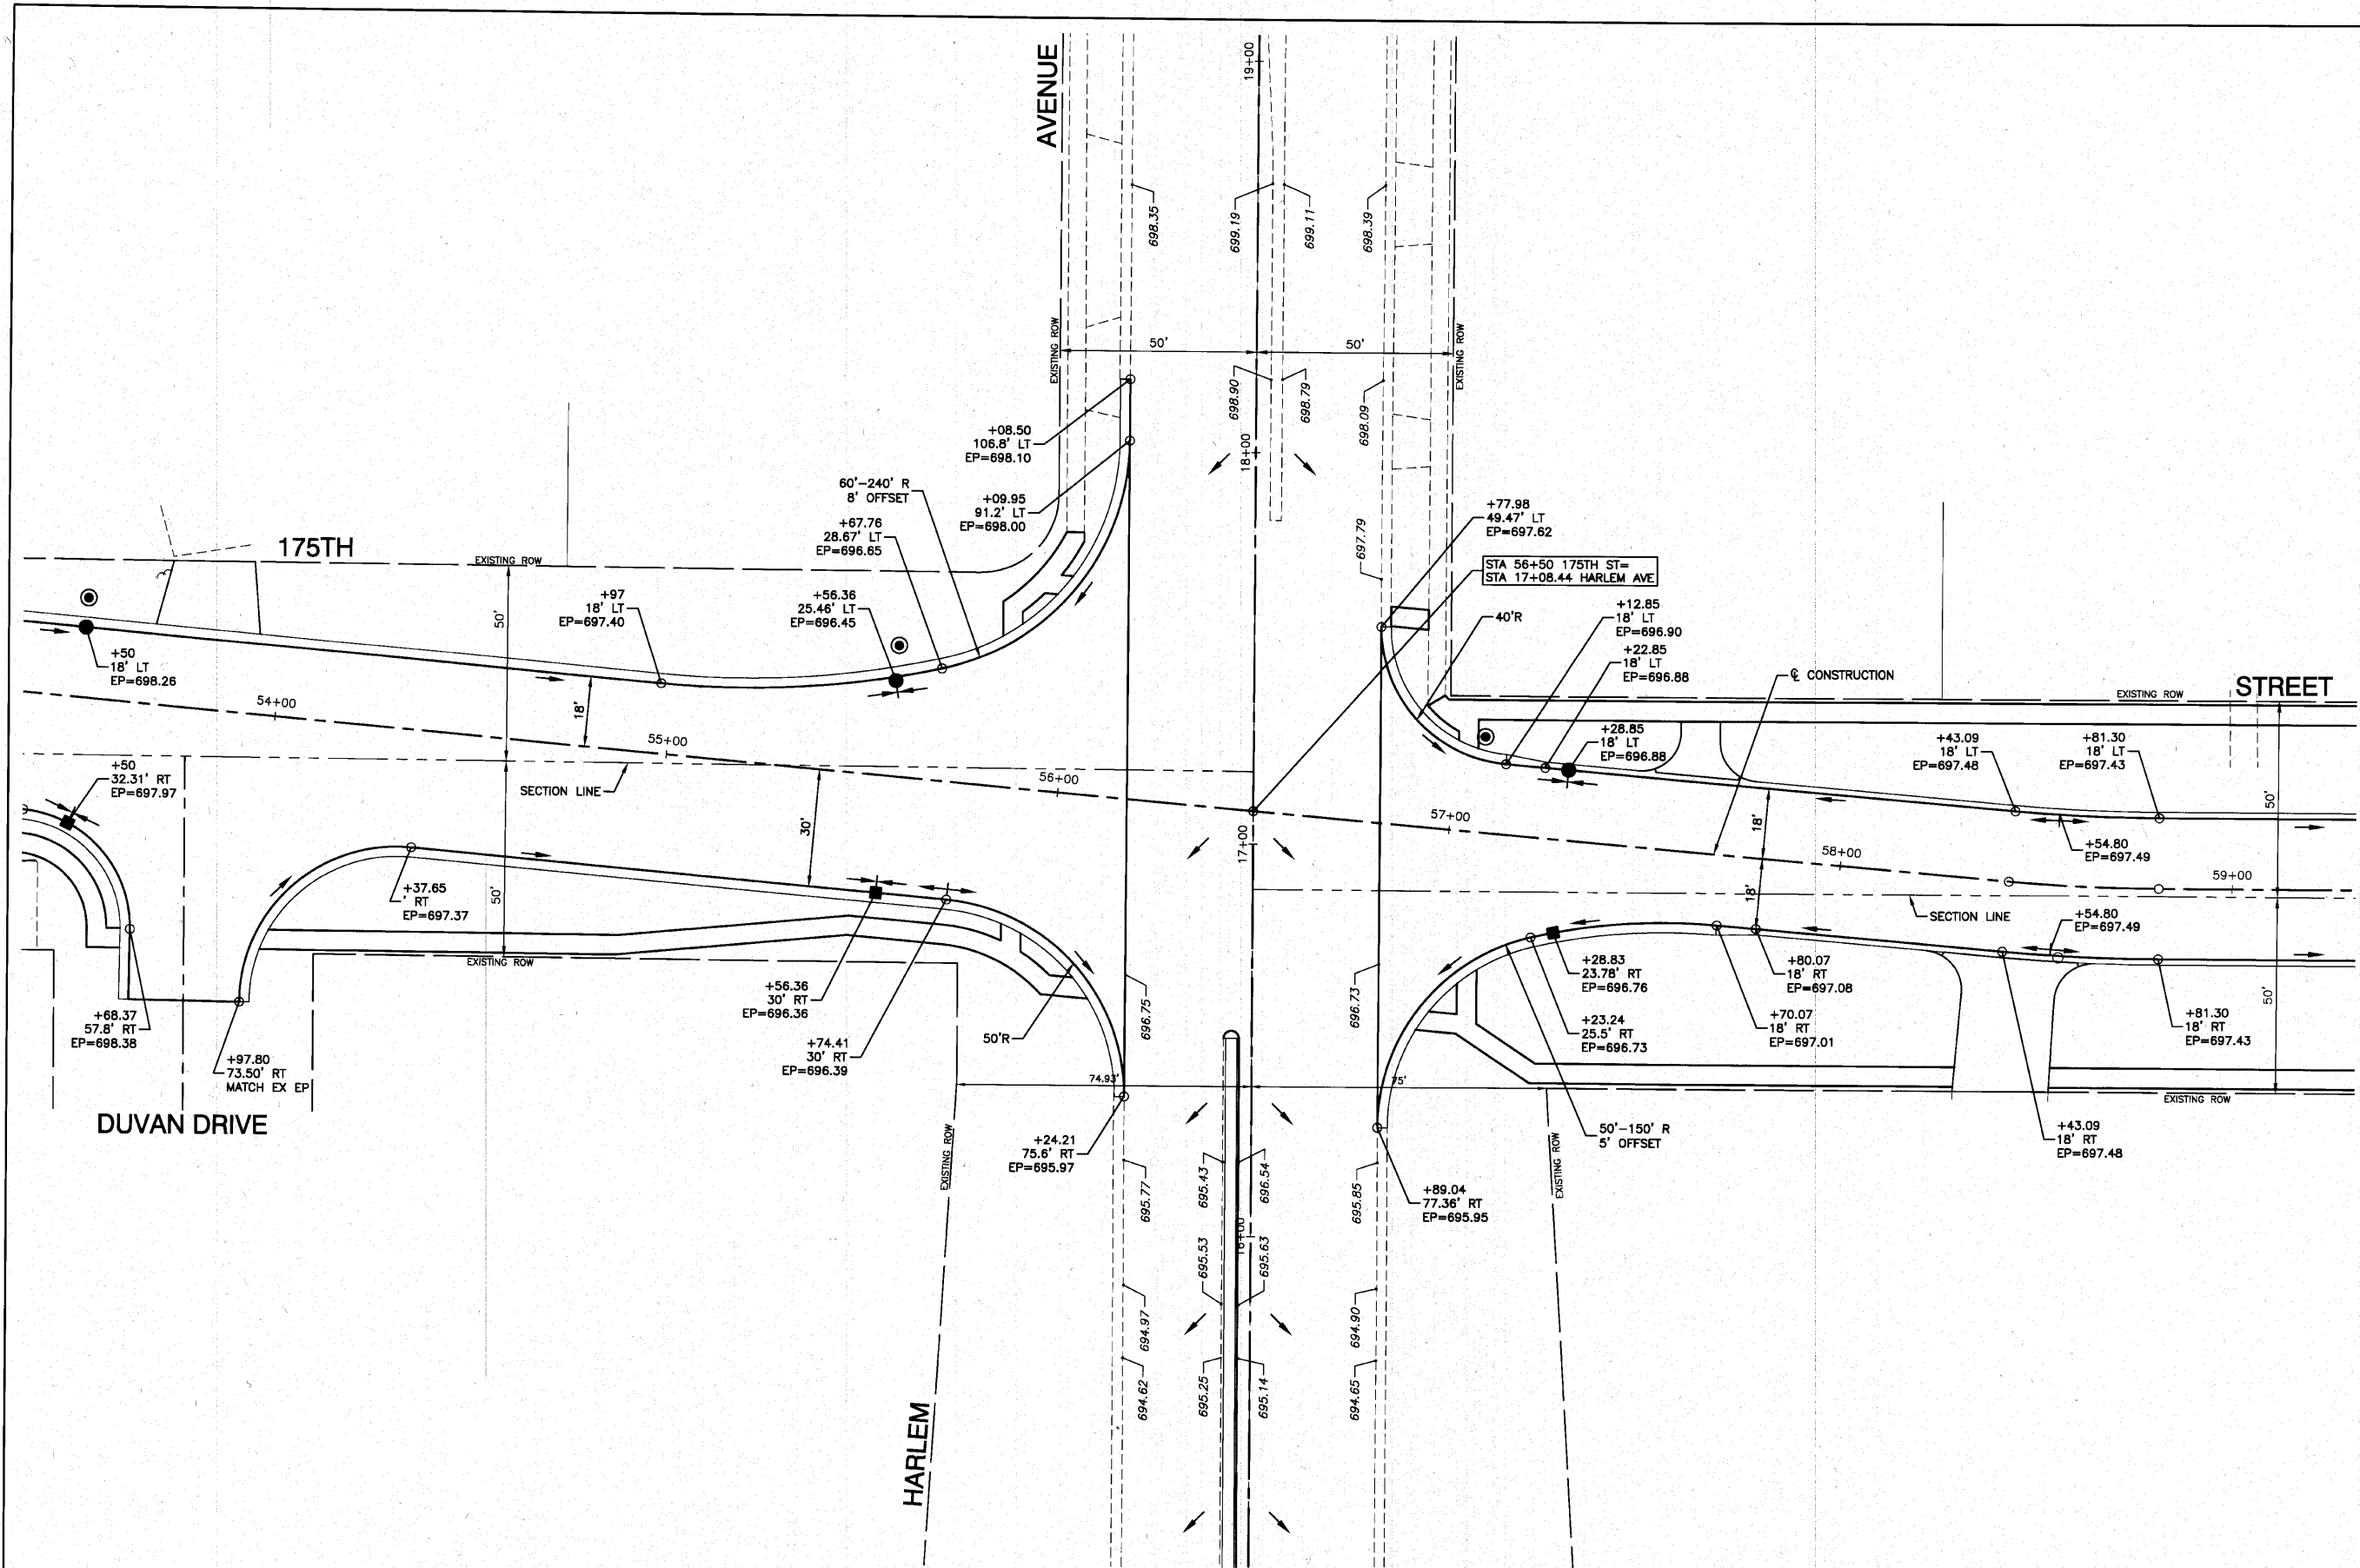 AVENUE
19+00
698.35
699.19
699.11
698.39
EXISTING ROW
50'
50'
EXISTING ROW
698.90
698.79
698.09
+08.50
106.8' LT
EP=698.10
18+00
60'-240' R
8' OFFSET
+09.95
91.2' LT
EP=698.00
+67.76
28.67' LT
EP=696.65
697.79
+77.98
49.47' LT
EP=697.62
175TH
EXISTING ROW
STA 56+50 175TH ST=
STA 17+08.44 HARLEM AVE
+56.36
25.46' LT
EP=696.45
+97
18' LT
EP=697.40
50'
40'R
+12.85
18' LT
EP=696.90
+22.85
18' LT
EP=696.88
+50
18' LT
EP=698.26
℄ CONSTRUCTION
EXISTING ROW
STREET
54+00
18'
55+00
+28.85
18' LT
EP=696.88
+43.09
18' LT
EP=697.48
+81.30
18' LT
EP=697.43
+50
32.31' RT
EP=697.97
SECTION LINE
56+00
30'
57+00
18'
50'
17+00
58+00
+54.80
EP=697.49
59+00
+37.65
' RT
EP=697.37
50'
18'
SECTION LINE
+54.80
EP=697.49
EXISTING ROW
+56.36
30' RT
EP=696.36
696.75
696.73
+28.83
23.78' RT
EP=696.76
+80.07
18' RT
EP=697.08
50'
+68.37
57.8' RT
EP=698.38
+74.41
30' RT
EP=696.39
50'R
+23.24
25.5' RT
EP=696.73
+70.07
18' RT
EP=697.01
+81.30
18' RT
EP=697.43
+97.80
73.50' RT
MATCH EX EP
74.93'
75'
EXISTING ROW
DUVAN DRIVE
EXISTING ROW
+24.21
75.6' RT
EP=695.97
50'-150' R
5' OFFSET
+43.09
18' RT
EP=697.48
EXISTING ROW
695.77
695.43
696.54
695.85
+89.04
77.36' RT
EP=695.95
16+00
695.53
695.63
694.97
694.90
694.62
695.25
695.14
694.65
HARLEM